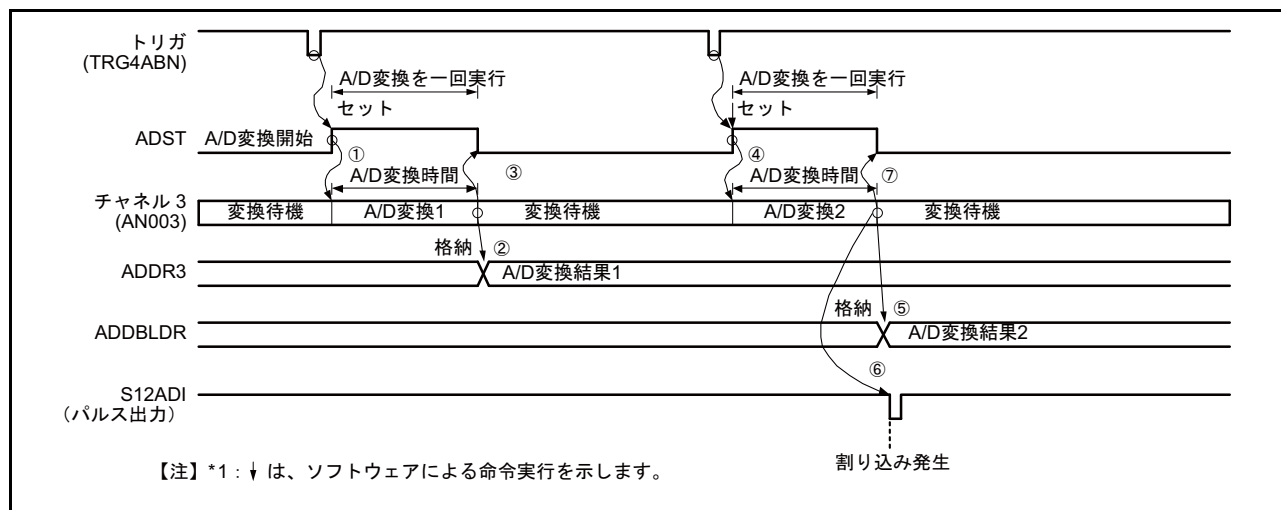 トリガ
(TRG4ABN)
A/D変換を一回実行
A/D変換を一回実行
セット
セット
ADST
A/D変換開始
①
③
④
⑦
A/D変換時間
A/D変換時間
チャネル 3
(AN003)
変換待機
A/D変換1
変換待機
A/D変換2
変換待機
格納
②
ADDR3
A/D変換結果1
格納
⑤
ADDBLDR
A/D変換結果2
⑥
S12ADI
(パルス出力)
割り込み発生
【注】 *1 : ↓ は、ソフトウェアによる命令実行を示します。